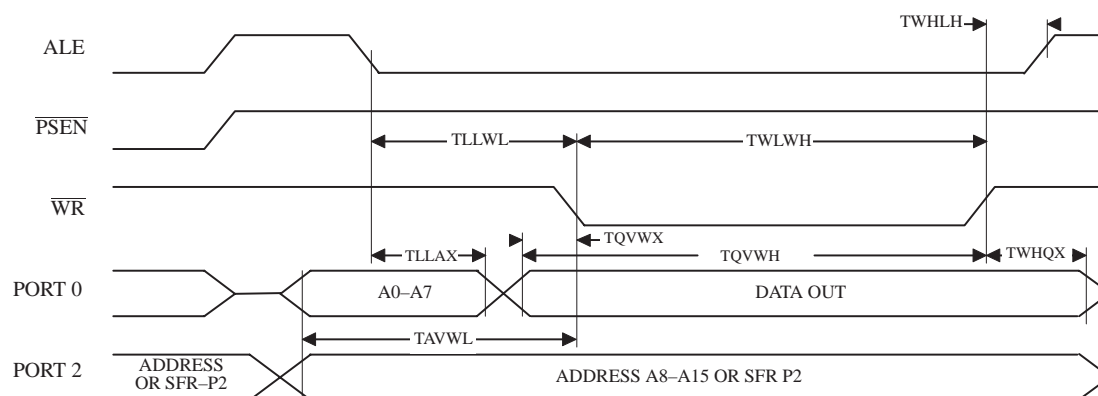 TWHLH
ALE
PSEN
TLLWL
TWLWH
WR
TQVWX
TLLAX
TQVWH
TWHQX
PORT 0
A0–A7
DATA OUT
TAVWL
PORT 2
ADDRESS
OR SFR–P2
ADDRESS A8–A15 OR SFR P2